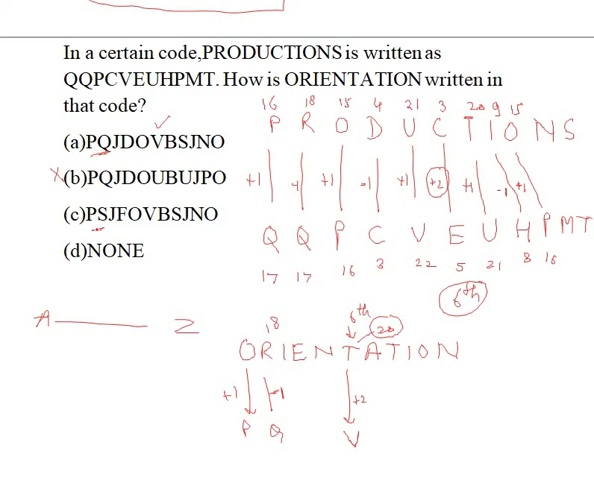 In a certain code,PRODUCTIONS is written as
QQPCVEUHPMT. How is ORIENTATION written in
that code?
16 18 15 4 21 3 20 9 15
P R O D U C T I O N S
(a)PQJDOVBSJNO
X(b)PQJDOUBUJPO
+1 -1 +1 -1 +1 +2 +1 -1 +1
(c)PSJFOVBSJNO
Q Q P C V E U H P M T
(d)NONE
17 17 16 3 22 5 21 8 16
6th
A Z
6th
18 20
ORIENTATION
+1 -1 +2
P Q V